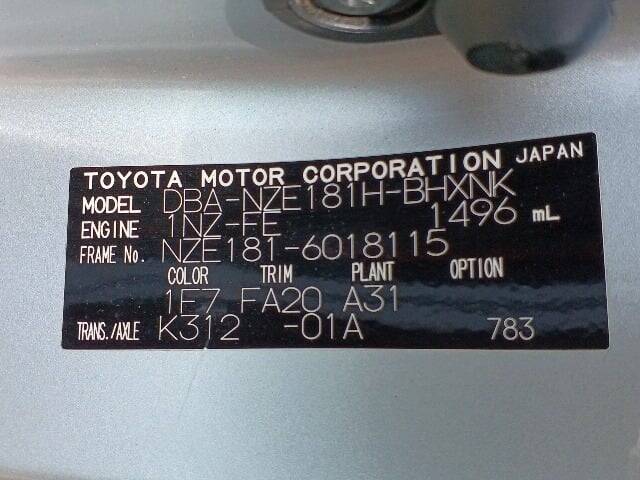 TOYOTA MOTOR CORPORATION JAPAN
MODEL DBA-NZE181H-BHXNK
ENGINE 1NZ-FE 1496 mL
FRAME No. NZE181-6018115
COLOR TRIM PLANT OPTION
1E7 FA20 A31
TRANS./AXLE K312 -01A 783